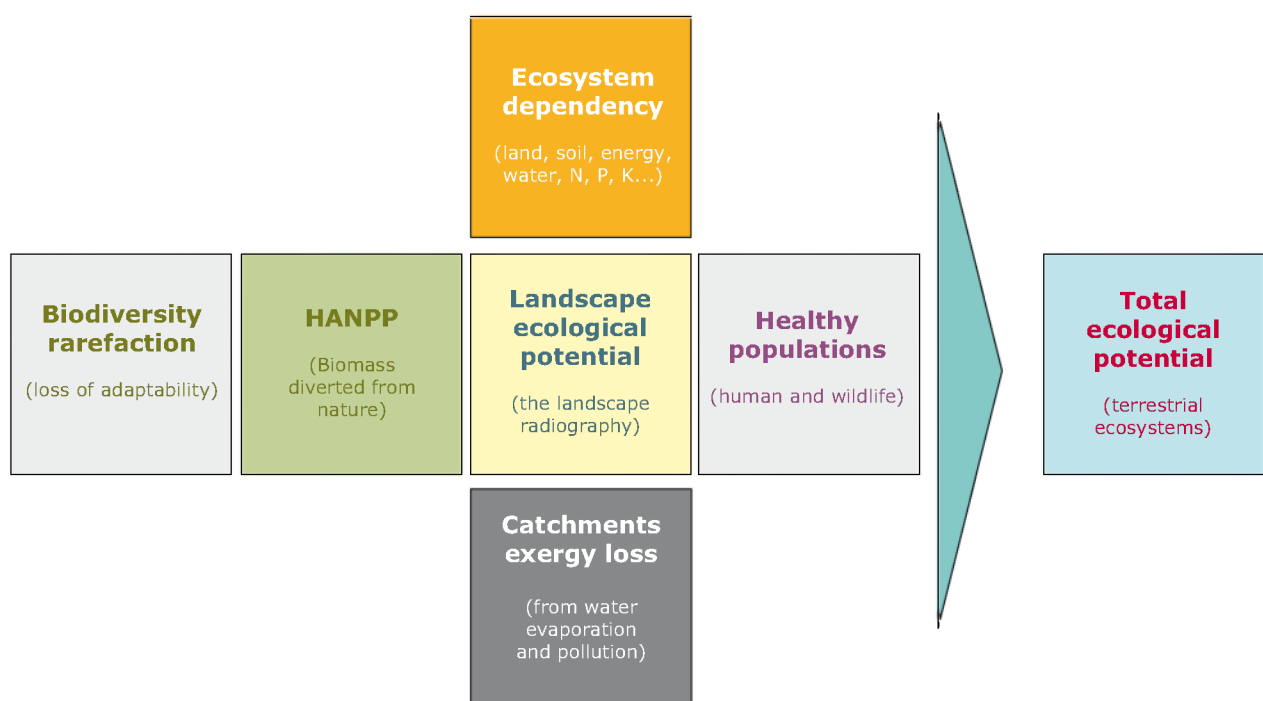 Ecosystem
dependency
(land, soil, energy,
water, N, P, K...)
Biodiversity
rarefaction
(loss of adaptability)
HANPP
(Biomass
diverted from
nature)
Landscape
ecological
potential
(the landscape
radiography)
Healthy
populations
(human and wildlife)
Total
ecological
potential
(terrestrial
ecosystems)
Catchments
exergy loss
(from water
evaporation
and pollution)